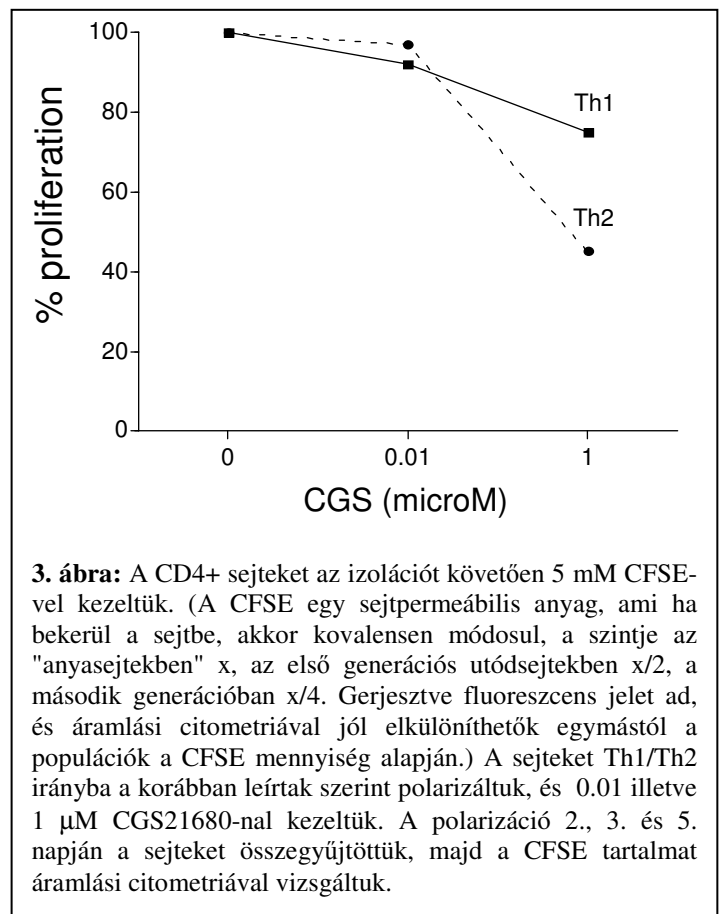 100
80
60
40
20
0
% proliferation
Th1
Th2
0
0.01
1
CGS (microM)
3. ábra: A CD4+ sejteket az izolációt követően 5 mM CFSE-
vel kezeltük. (A CFSE egy sejtpermeábilis anyag, ami ha
bekerül a sejtbe, akkor kovalensen módosul, a szintje az
"anyasejtekben" x, az első generációs utódsejtekben x/2, a
második generációban x/4. Gerjesztve fluoreszcens jelet ad,
és áramlási citometriával jól elkülöníthetők egymástól a
populációk a CFSE mennyiség alapján.) A sejteket Th1/Th2
irányba a korábban leírtak szerint polarizáltuk, és 0.01 illetve
1 μM CGS21680-nal kezeltük. A polarizáció 2., 3. és 5.
napján a sejteket összegyűjtöttük, majd a CFSE tartalmat
áramlási citometriával vizsgáltuk.